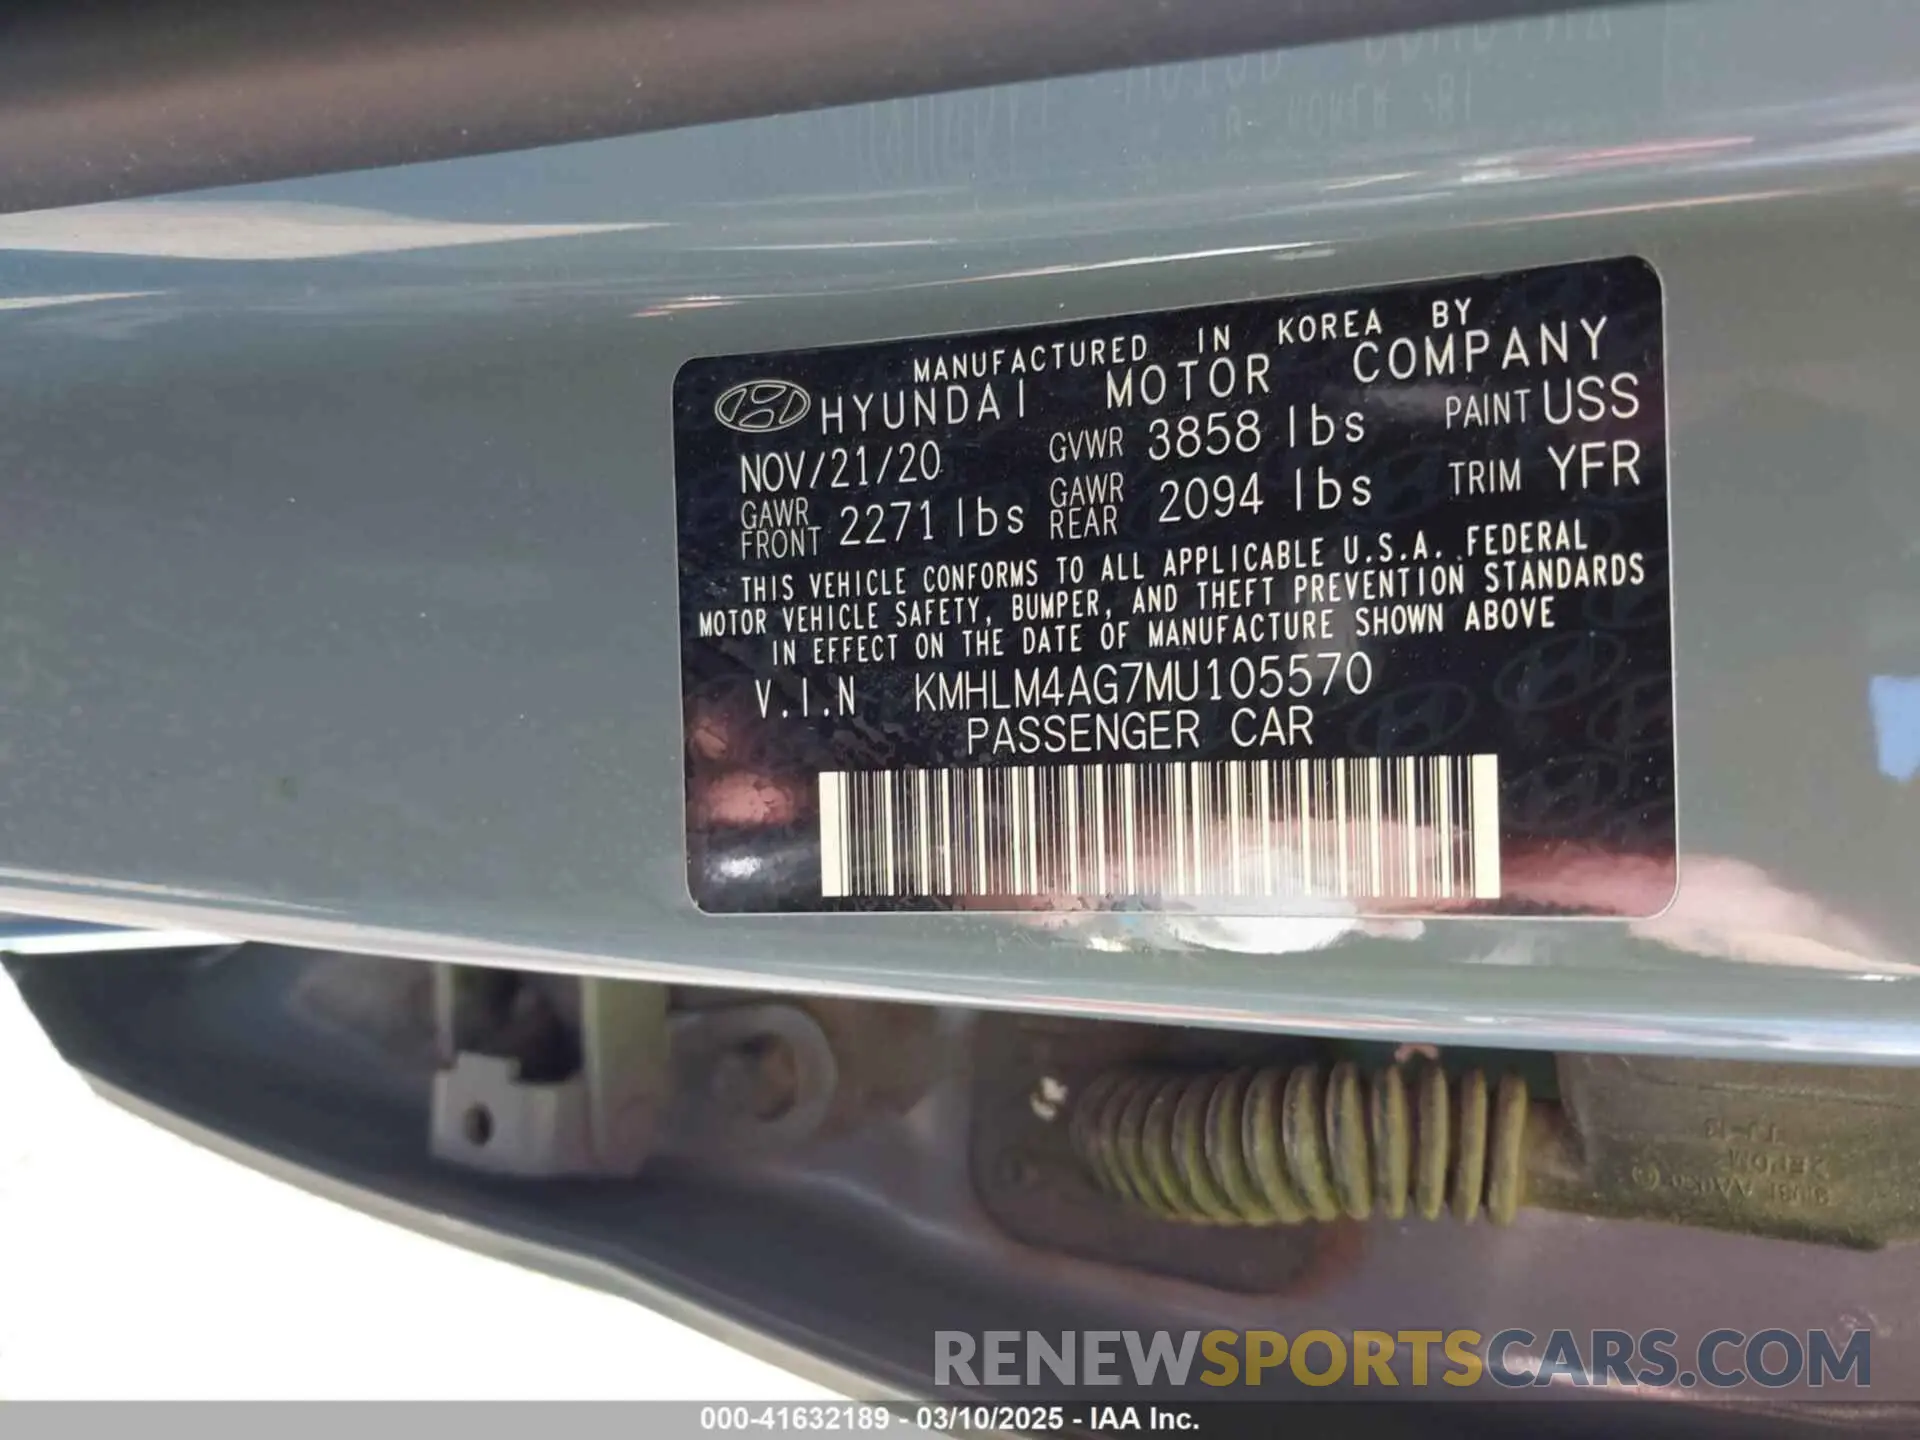 MANUFACTURED IN KOREA BY
HYUNDAI MOTOR COMPANY
NOV/21/20 GVWR 3858 lbs PAINT USS
GAWR FRONT 2271 lbs GAWR REAR 2094 lbs TRIM YFR
THIS VEHICLE CONFORMS TO ALL APPLICABLE U.S.A. FEDERAL
MOTOR VEHICLE SAFETY, BUMPER, AND THEFT PREVENTION STANDARDS
IN EFFECT ON THE DATE OF MANUFACTURE SHOWN ABOVE
V.I.N KMHLM4AG7MU105570
PASSENGER CAR
RENEWSPORTSCARS.COM
000-41632189 - 03/10/2025 - IAA Inc.